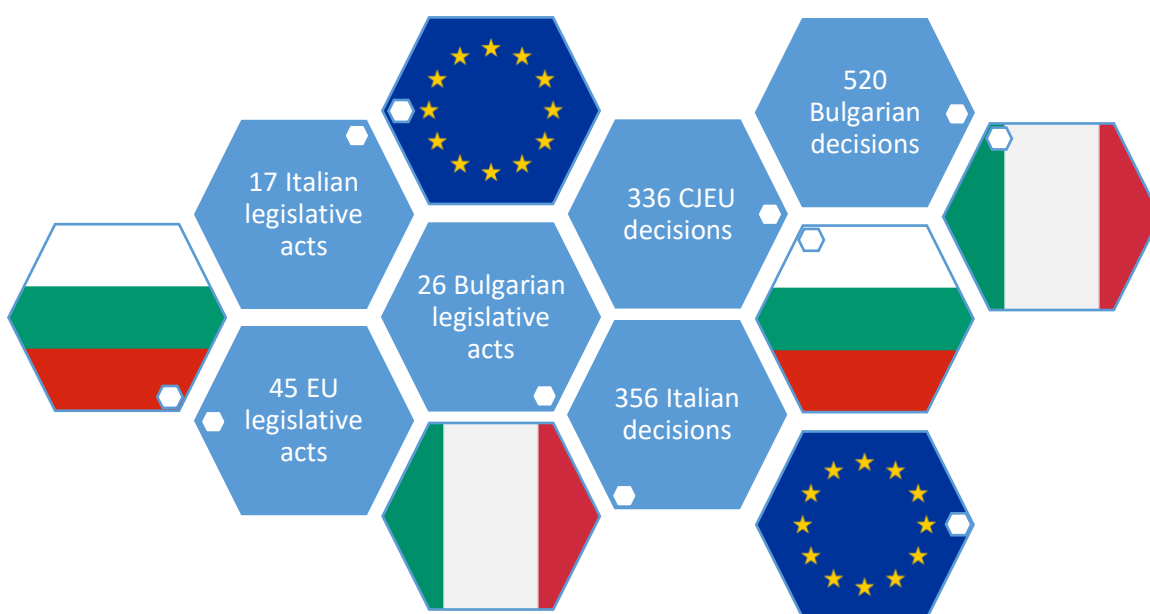 520
Bulgarian
decisions
17 Italian
legislative
acts
336 CJEU
decisions
26 Bulgarian
legislative
acts
45 EU
legislative
acts
356 Italian
decisions